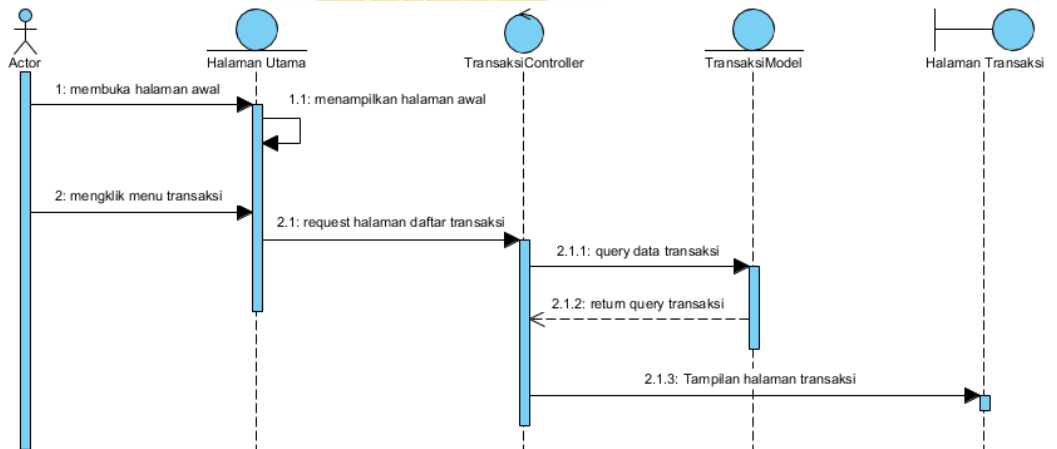 Actor
Halaman Utama
TransaksiController
TransaksiModel
Halaman Transaksi
1: membuka halaman awal
1.1: menampilkan halaman awal
2: mengklik menu transaksi
2.1: request halaman daftar transaksi
2.1.1: query data transaksi
2.1.2: return query transaksi
2.1.3: Tampilan halaman transaksi